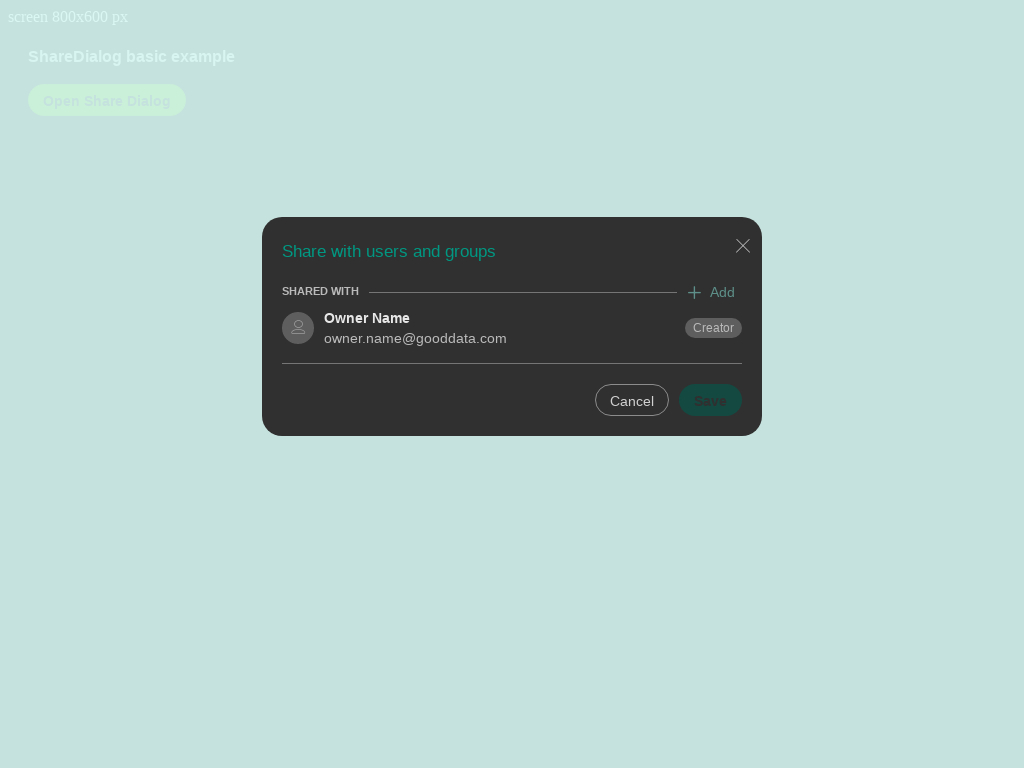 screen 800x600 px
ShareDialog basic example
Open Share Dialog
Share with users and groups
SHARED WITH
Add
Owner Name
owner.name@gooddata.com
Creator
Cancel
Save